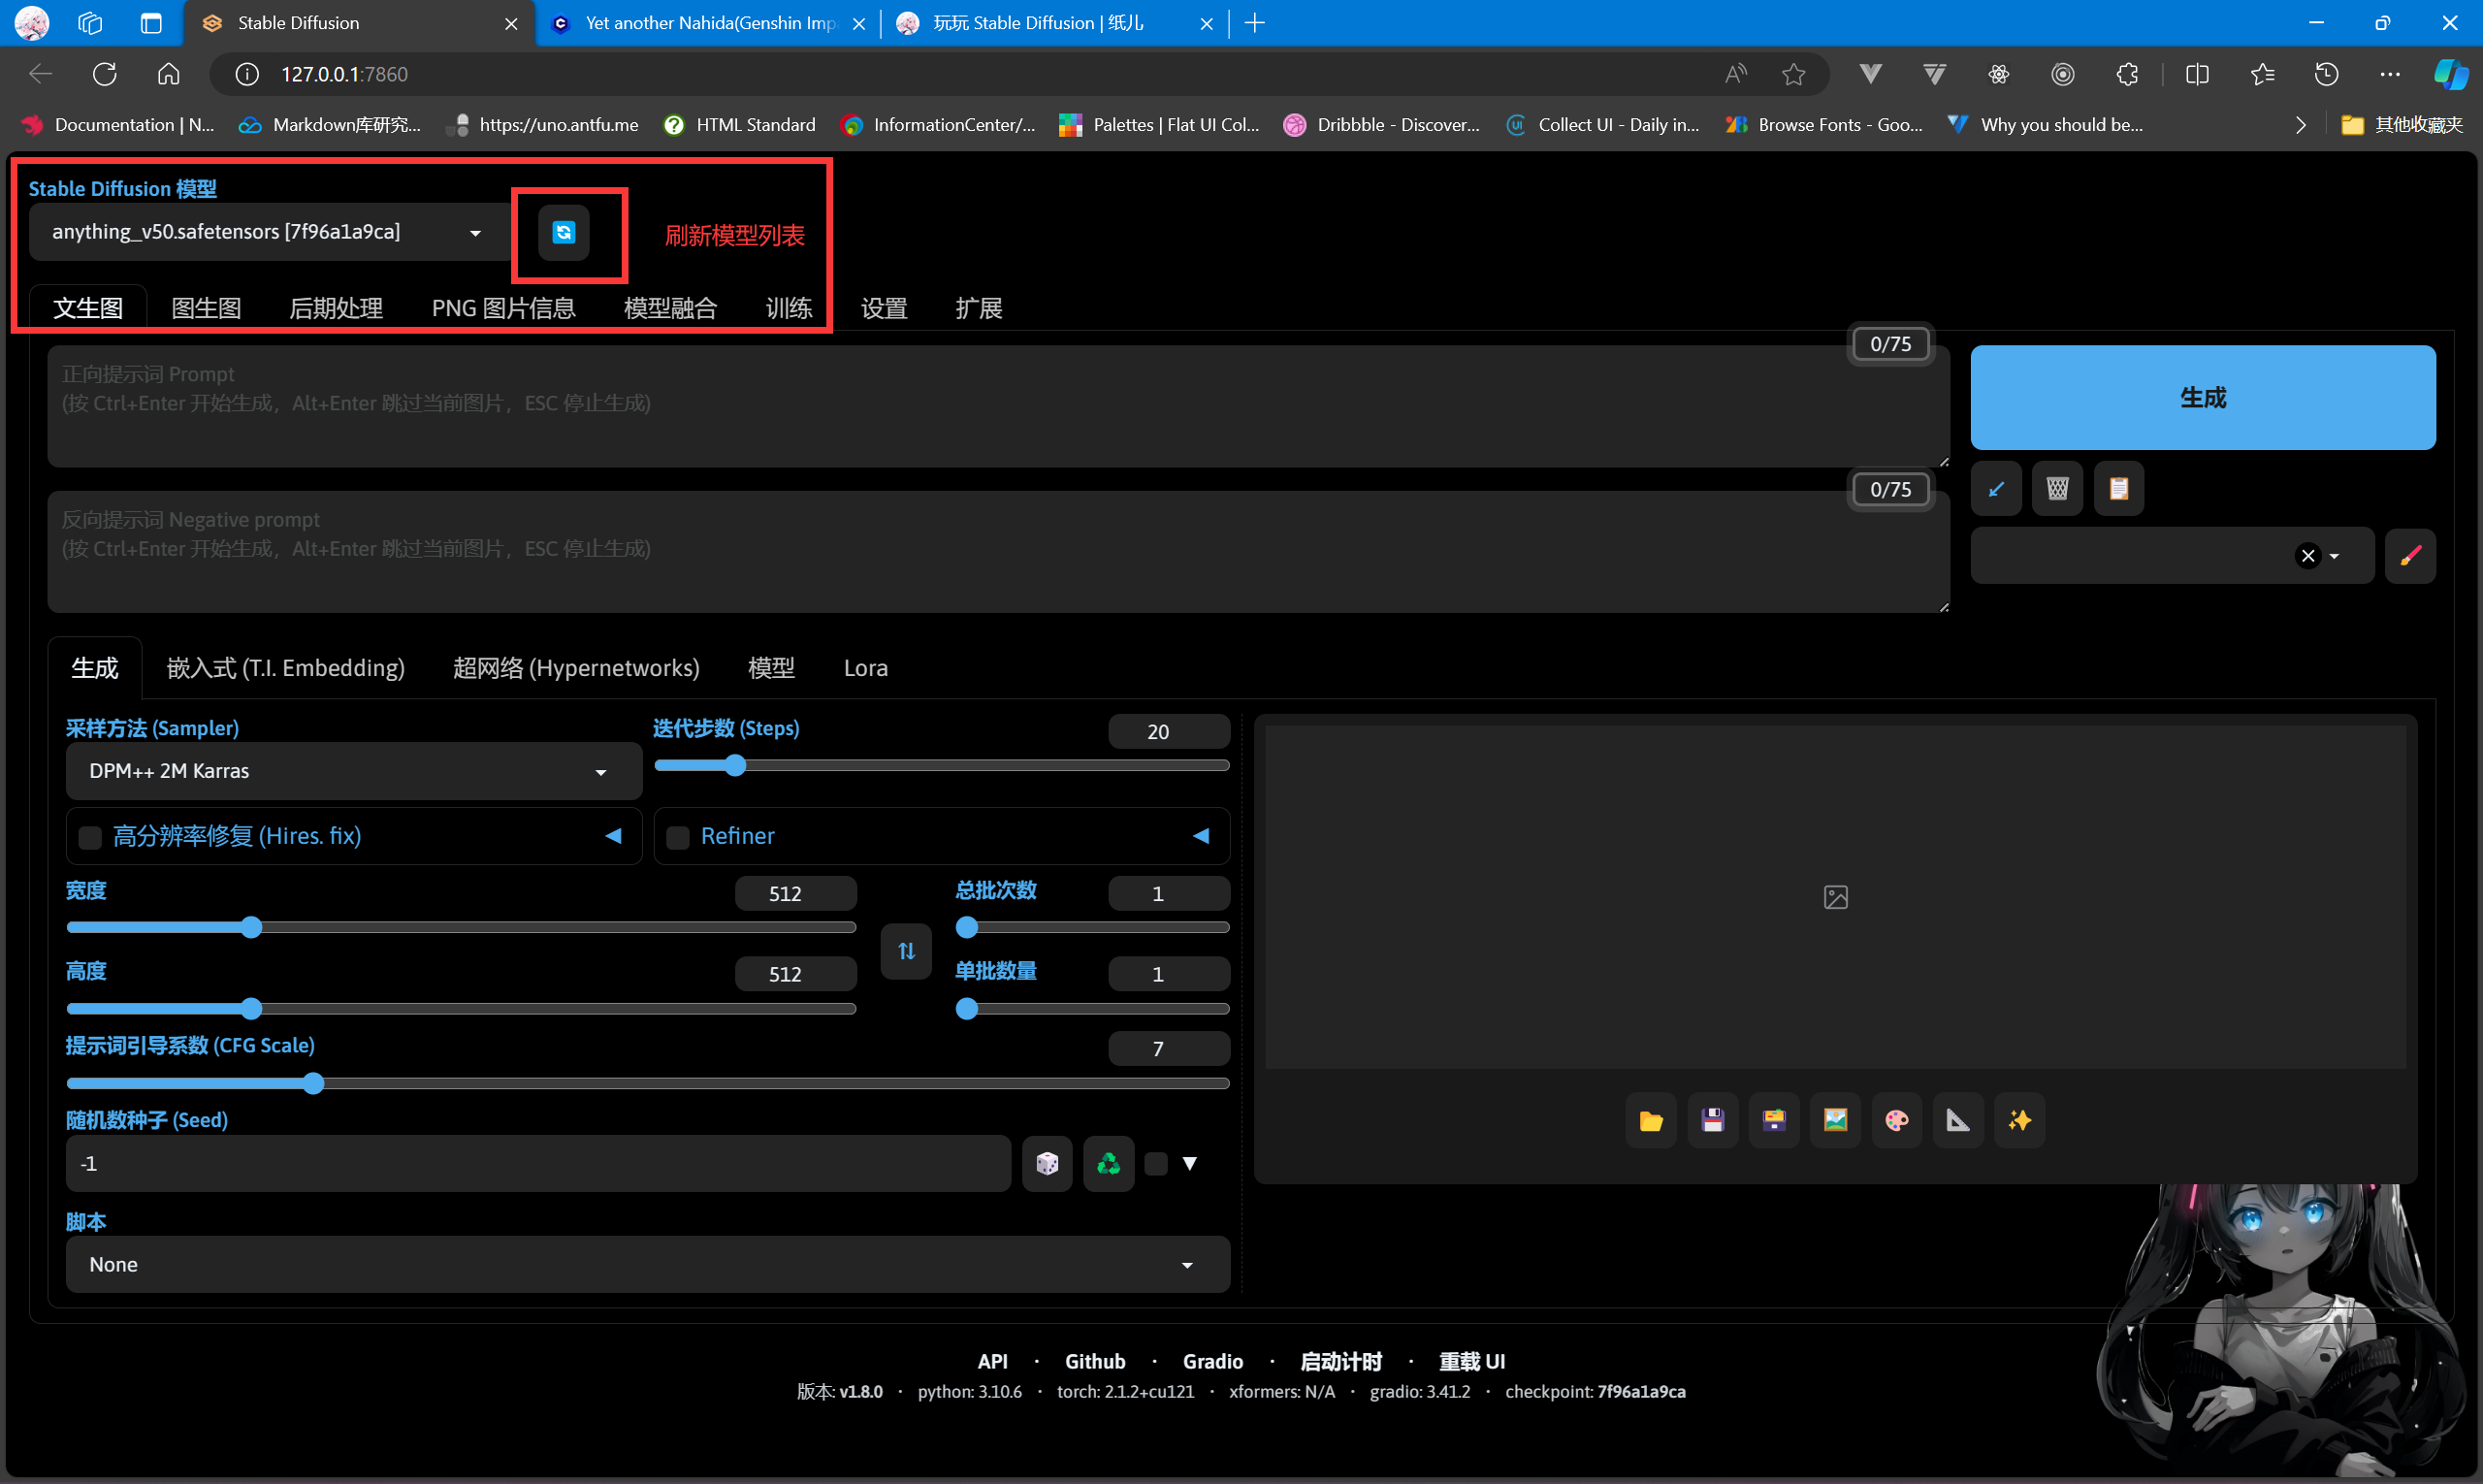 Stable Diffusion
Yet another Nahida(Genshin Imp
玩玩 Stable Diffusion | 纸儿
127.0.0.1:7860
Documentation | N...
Markdown库研究...
https://uno.antfu.me
HTML Standard
InformationCenter/...
Palettes | Flat UI Col...
Dribbble - Discover...
Collect UI - Daily in...
Browse Fonts - Goo...
Why you should be...
其他收藏夹
Stable Diffusion 模型
anything_v50.safetensors [7f96a1a9ca]
刷新模型列表
文生图 图生图 后期处理 PNG 图片信息 模型融合 训练 设置 扩展
0/75
正向提示词 Prompt
(按 Ctrl+Enter 开始生成，Alt+Enter 跳过当前图片，ESC 停止生成)
生成
0/75
反向提示词 Negative prompt
(按 Ctrl+Enter 开始生成，Alt+Enter 跳过当前图片，ESC 停止生成)
生成 嵌入式 (T.I. Embedding) 超网络 (Hypernetworks) 模型 Lora
采样方法 (Sampler)
DPM++ 2M Karras
迭代步数 (Steps)
20
高分辨率修复 (Hires. fix)
Refiner
宽度
512
总批次数
1
高度
512
单批数量
1
提示词引导系数 (CFG Scale)
7
随机数种子 (Seed)
-1
脚本
None
API · Github · Gradio · 启动计时 · 重载 UI
版本: v1.8.0 · python: 3.10.6 · torch: 2.1.2+cu121 · xformers: N/A · gradio: 3.41.2 · checkpoint: 7f96a1a9ca